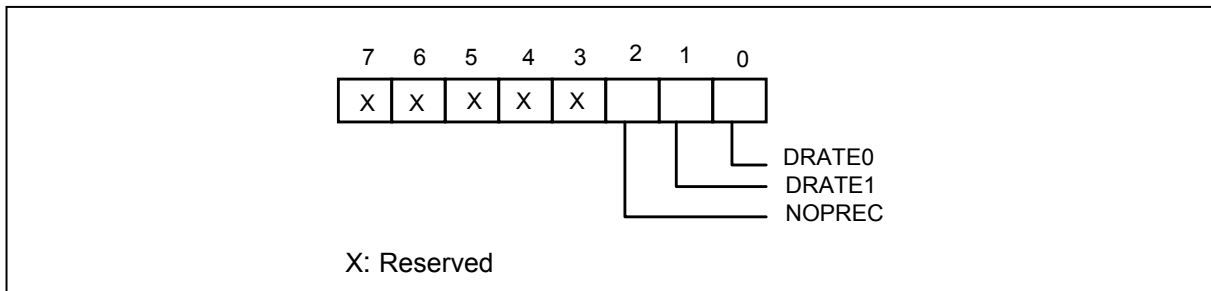 7 6 5 4 3 2 1 0
X X X X X
DRATE0
DRATE1
NOPREC
X: Reserved